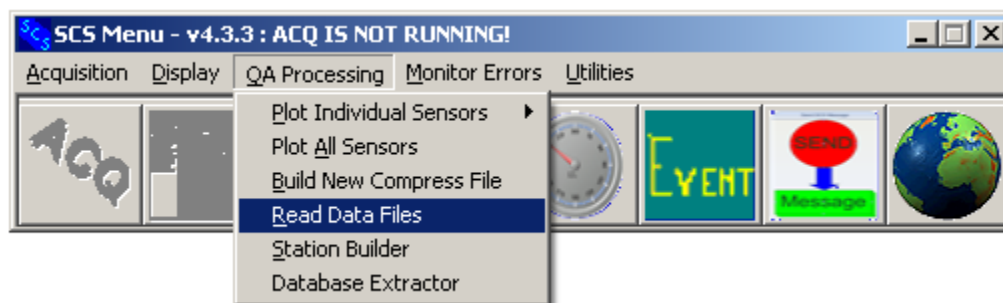 SCS SCS Menu - v4.3.3 : ACQ IS NOT RUNNING!
Acquisition Display QA Processing Monitor Errors Utilities
Plot Individual Sensors
Plot All Sensors
Build New Compress File
Read Data Files
Station Builder
Database Extractor
ACQ
EVENT
SEND
Message